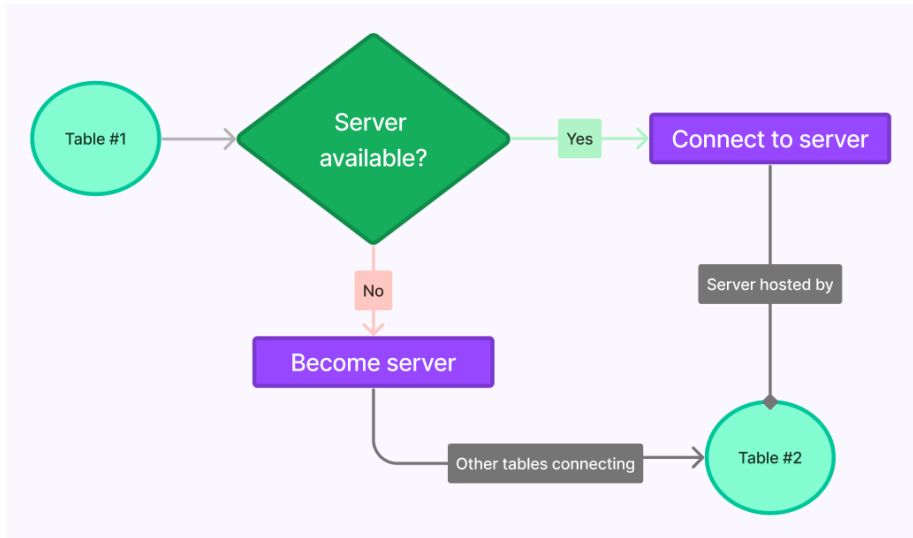 Table #1
Server
available?
Yes
Connect to server
No
Server hosted by
Become server
Other tables connecting
Table #2